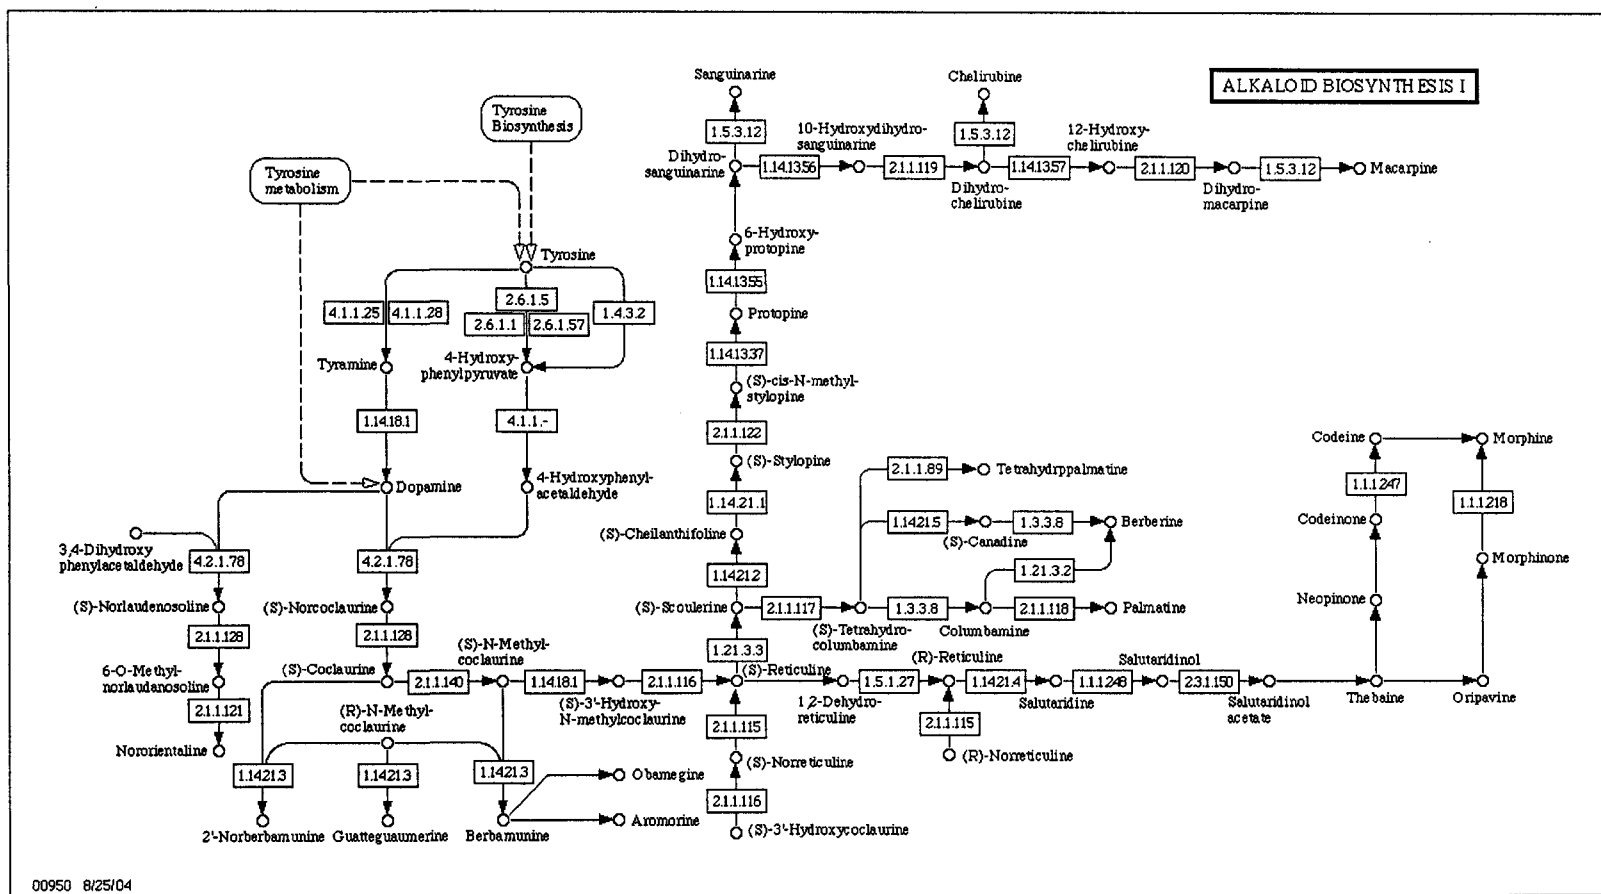 ALKALOID BIOSYNTHESIS I
Sanguinarine
Chelirubine
Tyrosine
Biosynthesis
1.5.3.12
10-Hydroxydihydro-
sanguinarine
1.5.3.12
12-Hydroxy-
chelirubine
Dihydro-
sanguinarine
1.14.13.56
2.1.1.119
1.14.13.57
2.1.1.120
1.5.3.12
Macarpine
Dihydro-
chelirubine
Dihydro-
macarpine
Tyrosine
metabolism
6-Hydroxy-
protopine
Tyrosine
1.14.13.55
4.1.1.25
4.1.1.28
2.6.1.5
2.6.1.1
2.6.1.57
1.4.3.2
Protopine
1.14.13.37
Tyramine
4-Hydroxy-
phenylpyruvate
(S)-cis-N-methyl-
stylopine
1.14.18.1
4.1.1.-
2.1.1.122
Codeine
Morphine
(S)-Stylopine
2.1.1.89
Tetrahydrppalmatine
1.1.1.247
1.1.1.218
Dopamine
4-Hydroxyphenyl-
acetaldehyde
1.14.21.1
(S)-Cheilanthifoline
1.14.21.5
(S)-Canadine
1.3.3.8
Berberine
Codeinone
3,4-Dihydroxy
phenylacetaldehyde
4.2.1.78
4.2.1.78
1.14.21.2
1.21.3.2
Morphinone
(S)-Norlaudenosoline
(S)-Norcoclaurine
(S)-Scoulerine
2.1.1.117
(S)-Tetrahydro-
columbamine
1.3.3.8
Columbamine
2.1.1.118
Palmatine
Neopinone
2.1.1.128
2.1.1.128
(S)-N-Methyl-
coclaurine
1.21.3.3
6-O-Methyl-
norlaudanosoline
(S)-Coclaurine
2.1.1.140
1.14.18.1
(S)-3'-Hydroxy-
N-methylcoclaurine
2.1.1.116
(S)-Reticuline
1,2-Dehydro-
reticuline
1.5.1.27
(R)-Reticuline
1.14.21.4
Salutaridine
1.1.1.248
Salutaridinol
2.3.1.150
Salutaridinol
acetate
Thebaine
Oripavine
2.1.1.121
(R)-N-Methyl-
coclaurine
2.1.1.115
2.1.1.115
Nororientaline
(S)-Norreticuline
(R)-Norreticuline
1.14.21.3
1.14.21.3
1.14.21.3
Obamegine
2.1.1.116
2'-Norberbamunine
Guatteguaumerine
Berbamunine
Aromorine
(S)-3'-Hydroxycoclaurine
00950 8/25/04